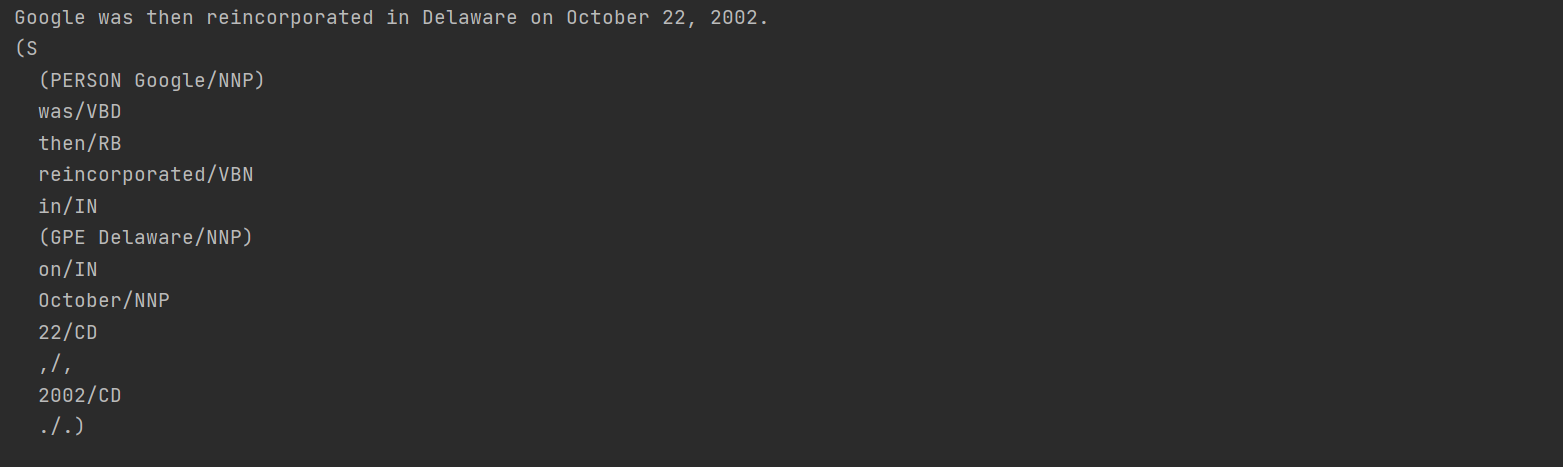 Google was then reincorporated in Delaware on October 22, 2002.
(S
  (PERSON Google/NNP)
  was/VBD
  then/RB
  reincorporated/VBN
  in/IN
  (GPE Delaware/NNP)
  on/IN
  October/NNP
  22/CD
  ,/,
  2002/CD
  ./.)